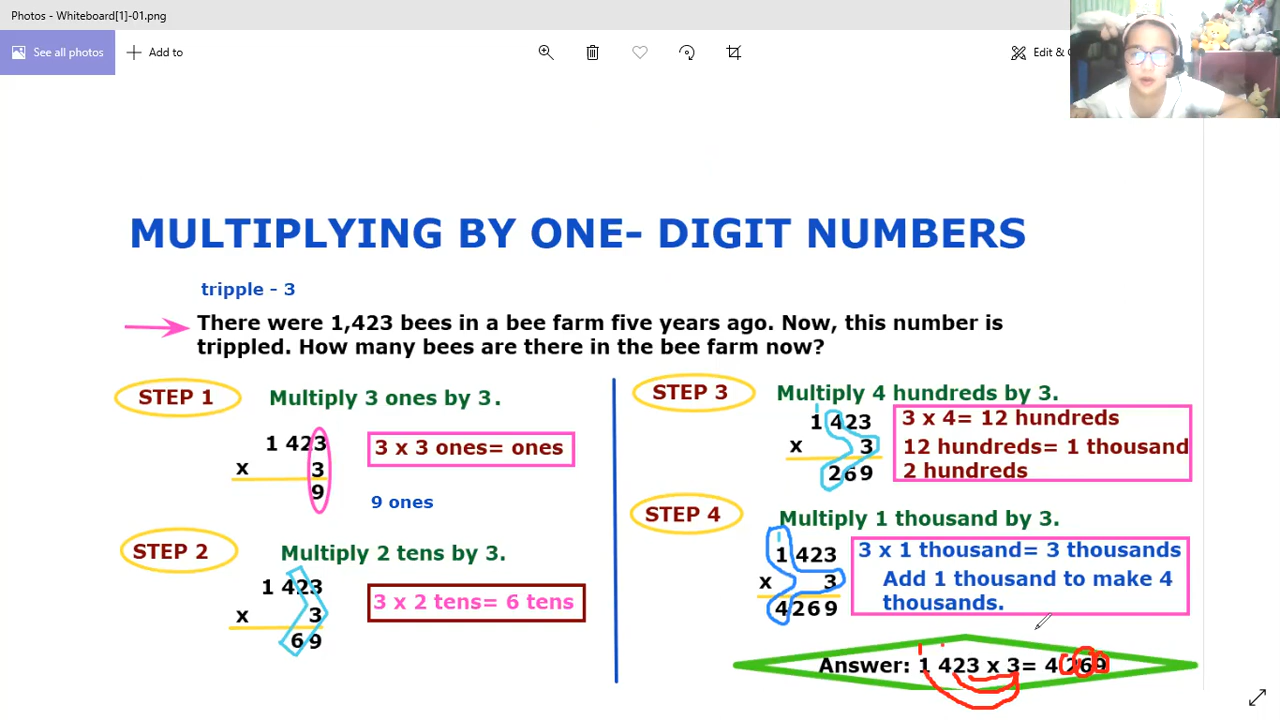 Photos - Whiteboard[1]-01.png
See all photos
Add to
Edit & C
MULTIPLYING BY ONE- DIGIT NUMBERS
tripple - 3
There were 1,423 bees in a bee farm five years ago. Now, this number is
trippled. How many bees are there in the bee farm now?
STEP 1
Multiply 3 ones by 3.
1 423
x 3
9
3 x 3 ones= ones
9 ones
STEP 2
Multiply 2 tens by 3.
1 423
x 3
69
3 x 2 tens= 6 tens
STEP 3
Multiply 4 hundreds by 3.
1 423
x 3
269
3 x 4= 12 hundreds
12 hundreds= 1 thousand
2 hundreds
STEP 4
Multiply 1 thousand by 3.
1
1 423
x 3
4269
3 x 1 thousand= 3 thousands
Add 1 thousand to make 4
thousands.
Answer: 1 423 x 3= 4 269